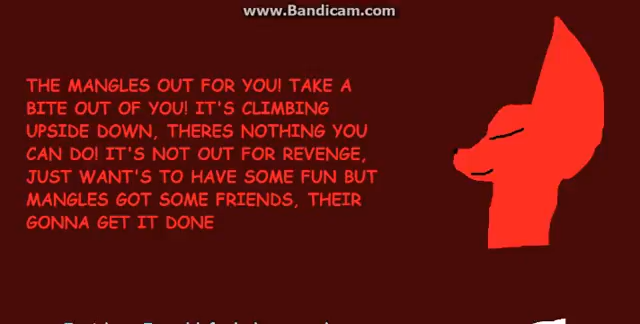 www.Bandicam.com
THE MANGLES OUT FOR YOU! TAKE A
BITE OUT OF YOU! IT'S CLIMBING
UPSIDE DOWN, THERES NOTHING YOU
CAN DO! IT'S NOT OUT FOR REVENGE,
JUST WANT'S TO HAVE SOME FUN BUT
MANGLES GOT SOME FRIENDS, THEIR
GONNA GET IT DONE